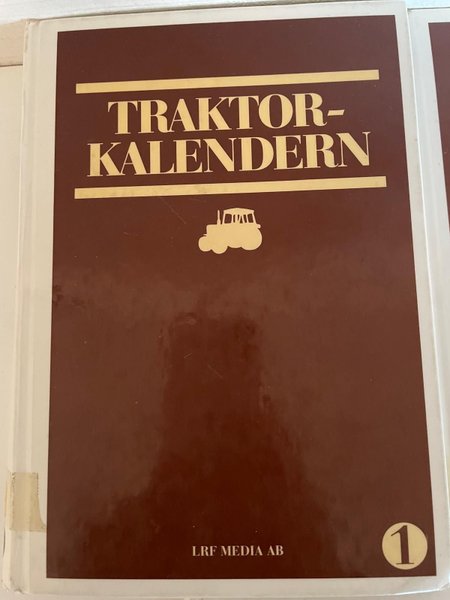 TRAKTOR-
KALENDERN
LRF MEDIA AB
1